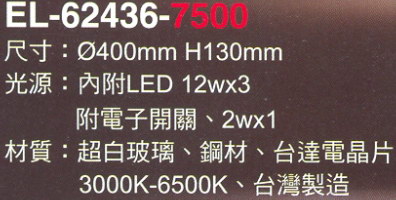 EL-62436-7500
尺寸：Ø400mm H130mm
光源：內附LED 12wx3
附電子開關、2wx1
材質：超白玻璃、鋼材、台達電晶片
3000K-6500K、台灣製造